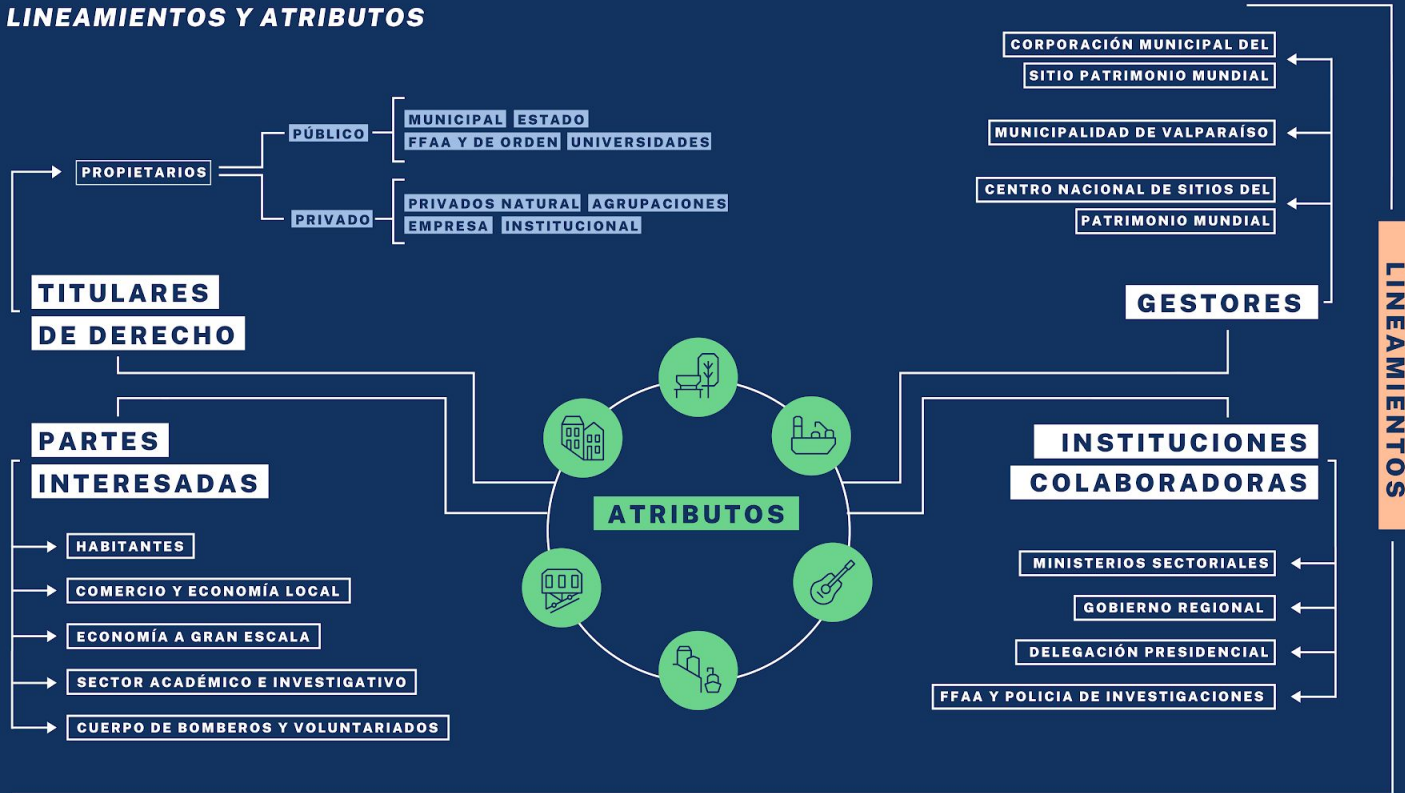 LINEAMIENTOS Y ATRIBUTOS
PROPIETARIOS
PÚBLICO
MUNICIPAL ESTADO
FFAA Y DE ORDEN UNIVERSIDADES
PRIVADO
PRIVADOS NATURAL AGRUPACIONES
EMPRESA INSTITUCIONAL
TITULARES
DE DERECHO
PARTES
INTERESADAS
HABITANTES
COMERCIO Y ECONOMÍA LOCAL
ECONOMÍA A GRAN ESCALA
SECTOR ACADÉMICO E INVESTIGATIVO
CUERPO DE BOMBEROS Y VOLUNTARIADOS
ATRIBUTOS
CORPORACIÓN MUNICIPAL DEL
SITIO PATRIMONIO MUNDIAL
MUNICIPALIDAD DE VALPARAÍSO
CENTRO NACIONAL DE SITIOS DEL
PATRIMONIO MUNDIAL
GESTORES
INSTITUCIONES
COLABORADORAS
MINISTERIOS SECTORIALES
GOBIERNO REGIONAL
DELEGACIÓN PRESIDENCIAL
FFAA Y POLICIA DE INVESTIGACIONES
LINEAMIENTOS